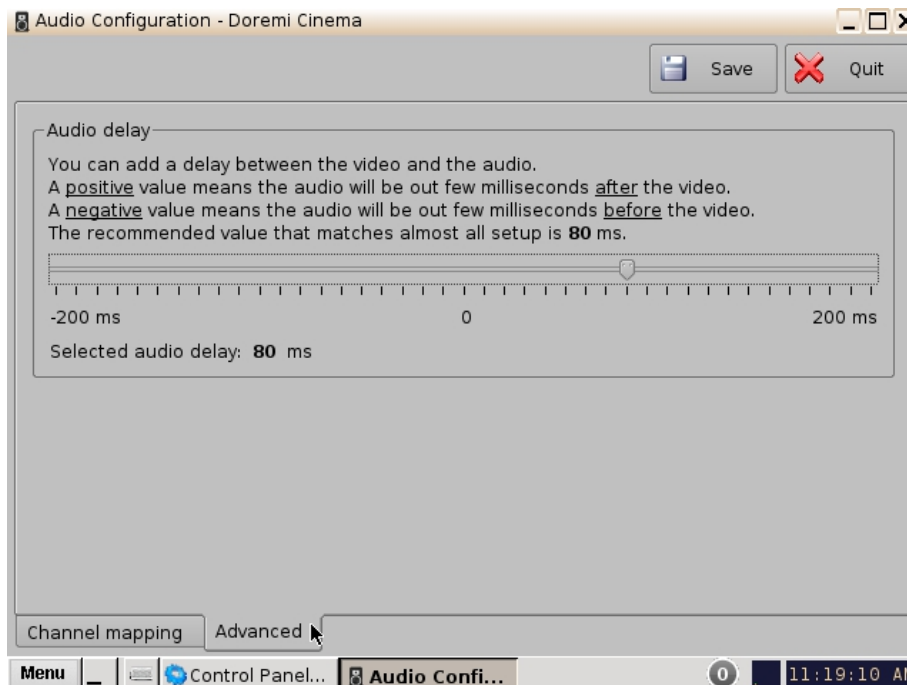 Audio Configuration - Doremi Cinema
Save
Quit
Audio delay
You can add a delay between the video and the audio.
A positive value means the audio will be out few milliseconds after the video.
A negative value means the audio will be out few milliseconds before the video.
The recommended value that matches almost all setup is 80 ms.
-200 ms 0 200 ms
Selected audio delay: 80 ms
Channel mapping Advanced
Menu Control Panel... Audio Confi... 0 11:19:10 AM